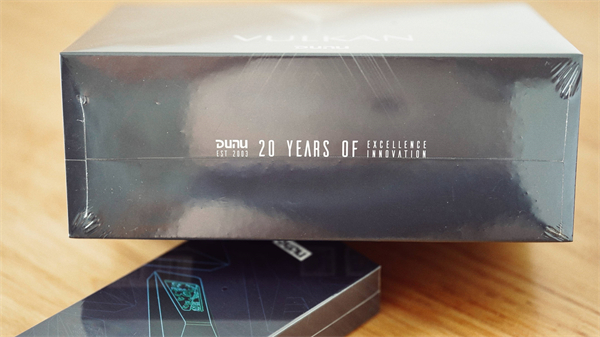 VULKAN
DUNU
DUNU
EST 2003
20 YEARS OF
EXCELLENCE
INNOVATION
DUNU